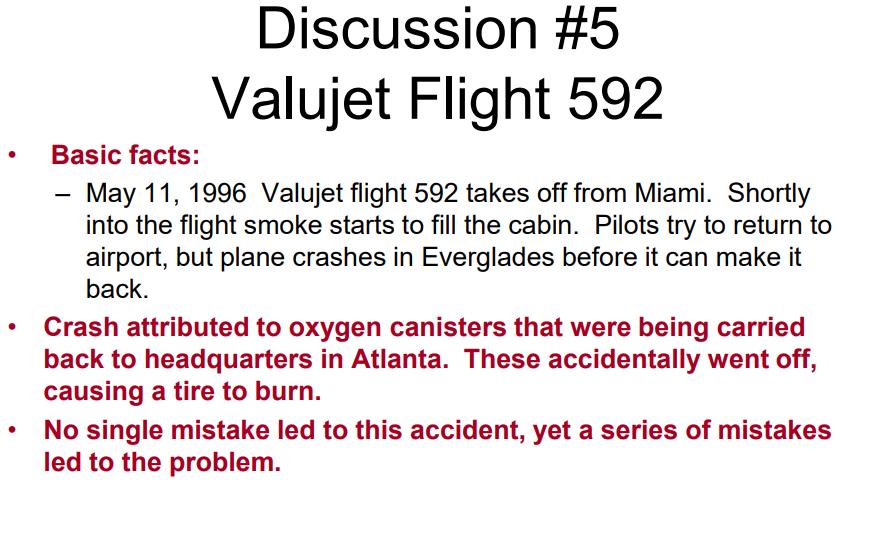 Discussion #5
Valujet Flight 592
• Basic facts:
– May 11, 1996 Valujet flight 592 takes off from Miami. Shortly
into the flight smoke starts to fill the cabin. Pilots try to return to
airport, but plane crashes in Everglades before it can make it
back.
• Crash attributed to oxygen canisters that were being carried
back to headquarters in Atlanta. These accidentally went off,
causing a tire to burn.
• No single mistake led to this accident, yet a series of mistakes
led to the problem.